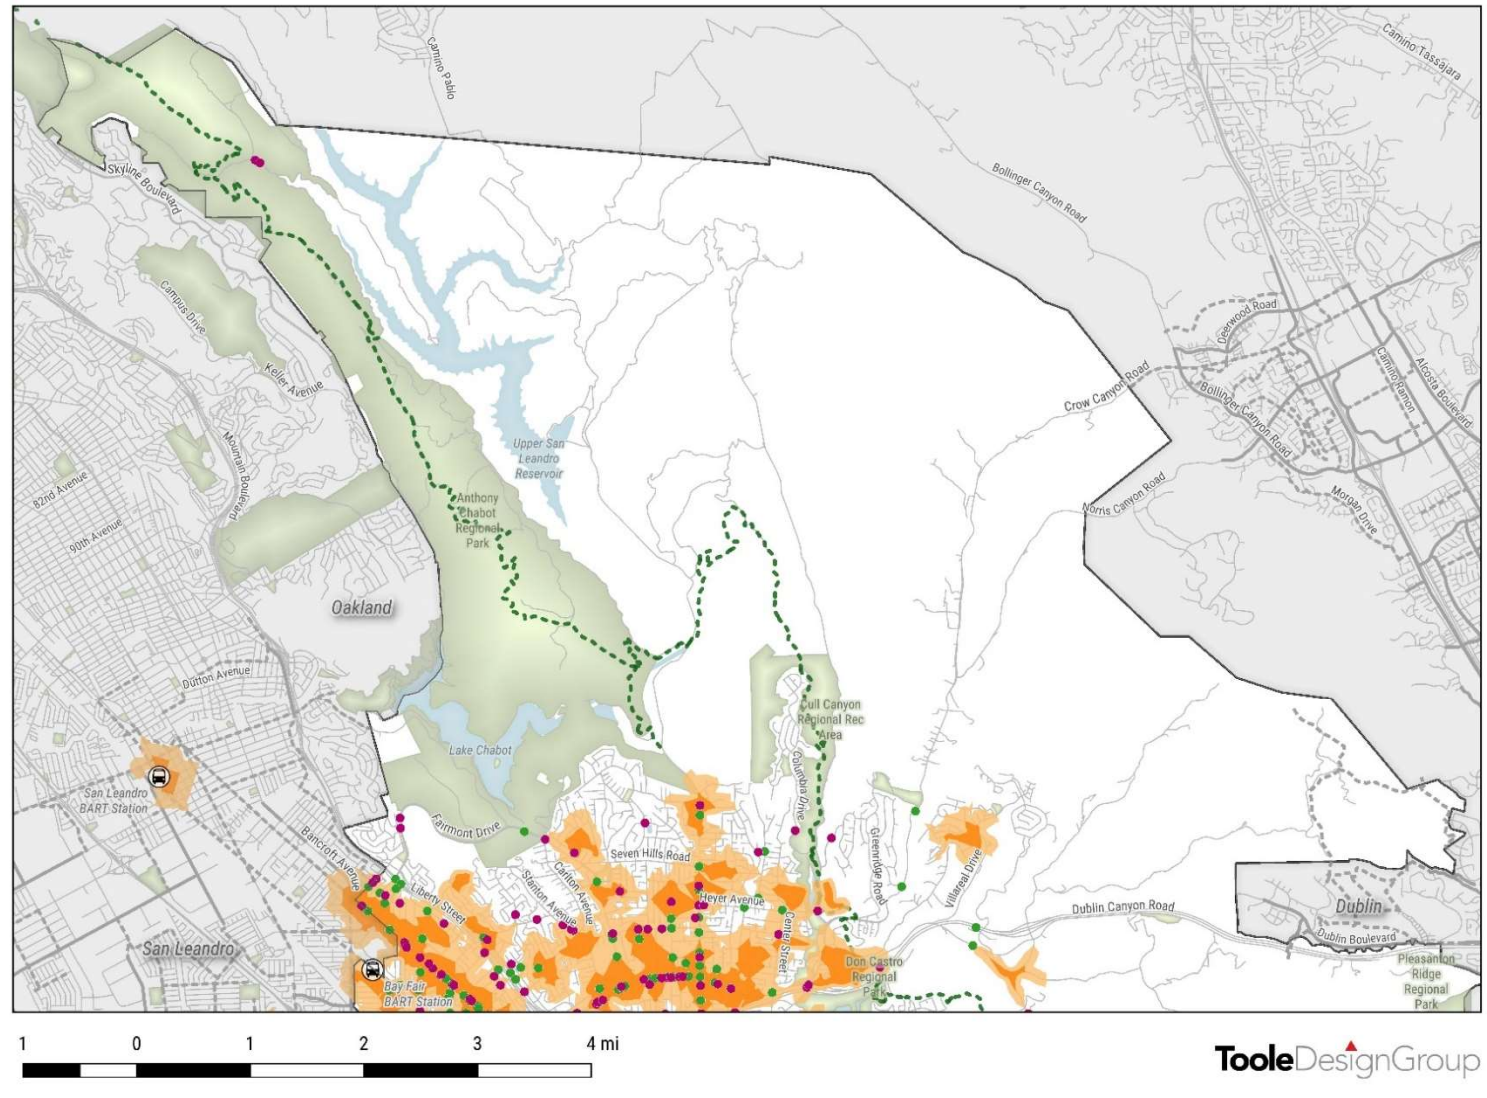 Camino Pablo
Camino Tassajara
Skyline Boulevard
Bollinger Canyon Road
Campus Drive
Keller Avenue
Deerwood Road
Crow Canyon Road
Camino Ramon
Alcosta Boulevard
Bollinger Canyon Road
Mountain Boulevard
82nd Avenue
90th Avenue
Upper San
Leandro
Reservoir
Anthony
Chabot
Regional
Park
Norris Canyon Road
Morgan Drive
Oakland
Dutton Avenue
Cull Canyon
Regional Rec
Area
Lake Chabot
Columbia Drive
San Leandro
BART Station
Fairmont Drive
Bancroft Avenue
Seven Hills Road
Greenridge Road
Villareal Drive
Carlton Avenue
Stanton Avenue
Liberty Street
Heyer Avenue
Center Street
Dublin Canyon Road
Dublin
Dublin Boulevard
San Leandro
Don Castro
Regional
Park
Bay Fair
BART Station
Pleasanton
Ridge
Regional
Park
1 0 1 2 3 4 mi
TooleDesignGroup